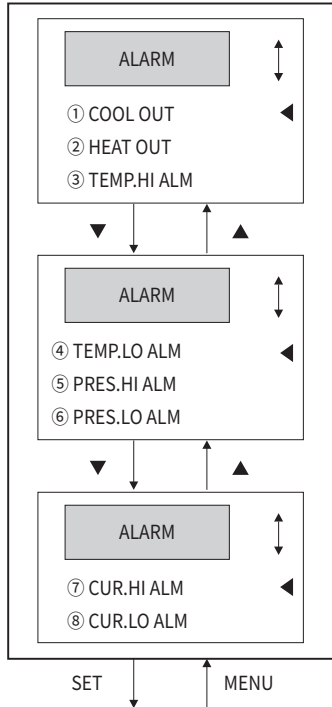 ALARM
① COOL OUT
② HEAT OUT
③ TEMP.HI ALM
▼ ▲
ALARM
④ TEMP.LO ALM
⑤ PRES.HI ALM
⑥ PRES.LO ALM
▼ ▲
ALARM
⑦ CUR.HI ALM
⑧ CUR.LO ALM
SET MENU